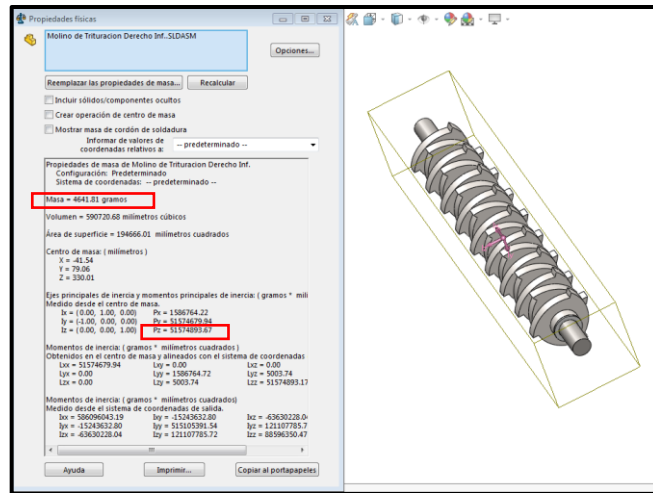 Propiedades físicas
Molino de Trituracion Derecho Inf..SLDASM
Opciones...
Reemplazar las propiedades de masa... Recalcular
Incluir sólidos/componentes ocultos
Crear operación de centro de masa
Mostrar masa de cordón de soldadura
Informar de valores de
coordenadas relativos a: -- predeterminado --
Propiedades de masa de Molino de Trituracion Derecho Inf.
Configuración: Predeterminado
Sistema de coordenadas: -- predeterminado --
Masa = 4641.81 gramos
Volumen = 590720.68 milímetros cúbicos
Área de superficie = 194666.01 milímetros cuadrados
Centro de masa: ( milímetros )
X = -41.54
Y = 79.06
Z = 330.01
Ejes principales de inercia y momentos principales de inercia: ( gramos * mili
Medido desde el centro de masa.
Ix = ( 0.00, 1.00, 0.00) Px = 1586764.22
Iy = (-1.00, 0.00, 0.00) Py = 51574679.94
Iz = ( 0.00, 0.00, 1.00) Pz = 51574893.67
Momentos de inercia: ( gramos * milímetros cuadrados )
Obtenidos en el centro de masa y alineados con el sistema de coordenadas
Lxx = 51574679.94 Lxy = 0.00 Lxz = 0.00
Lyx = 0.00 Lyy = 1586764.72 Lyz = 5003.74
Lzx = 0.00 Lzy = 5003.74 Lzz = 51574893.17
Momentos de inercia: ( gramos * milímetros cuadrados)
Medido desde el sistema de coordenadas de salida.
Ixx = 586096043.19 Ixy = -15243632.80 Ixz = -63630228.0
Iyx = -15243632.80 Iyy = 515105391.54 Iyz = 121107785.7
Izx = -63630228.04 Izy = 121107785.72 Izz = 88596350.47
Ayuda Imprimir... Copiar al portapapeles